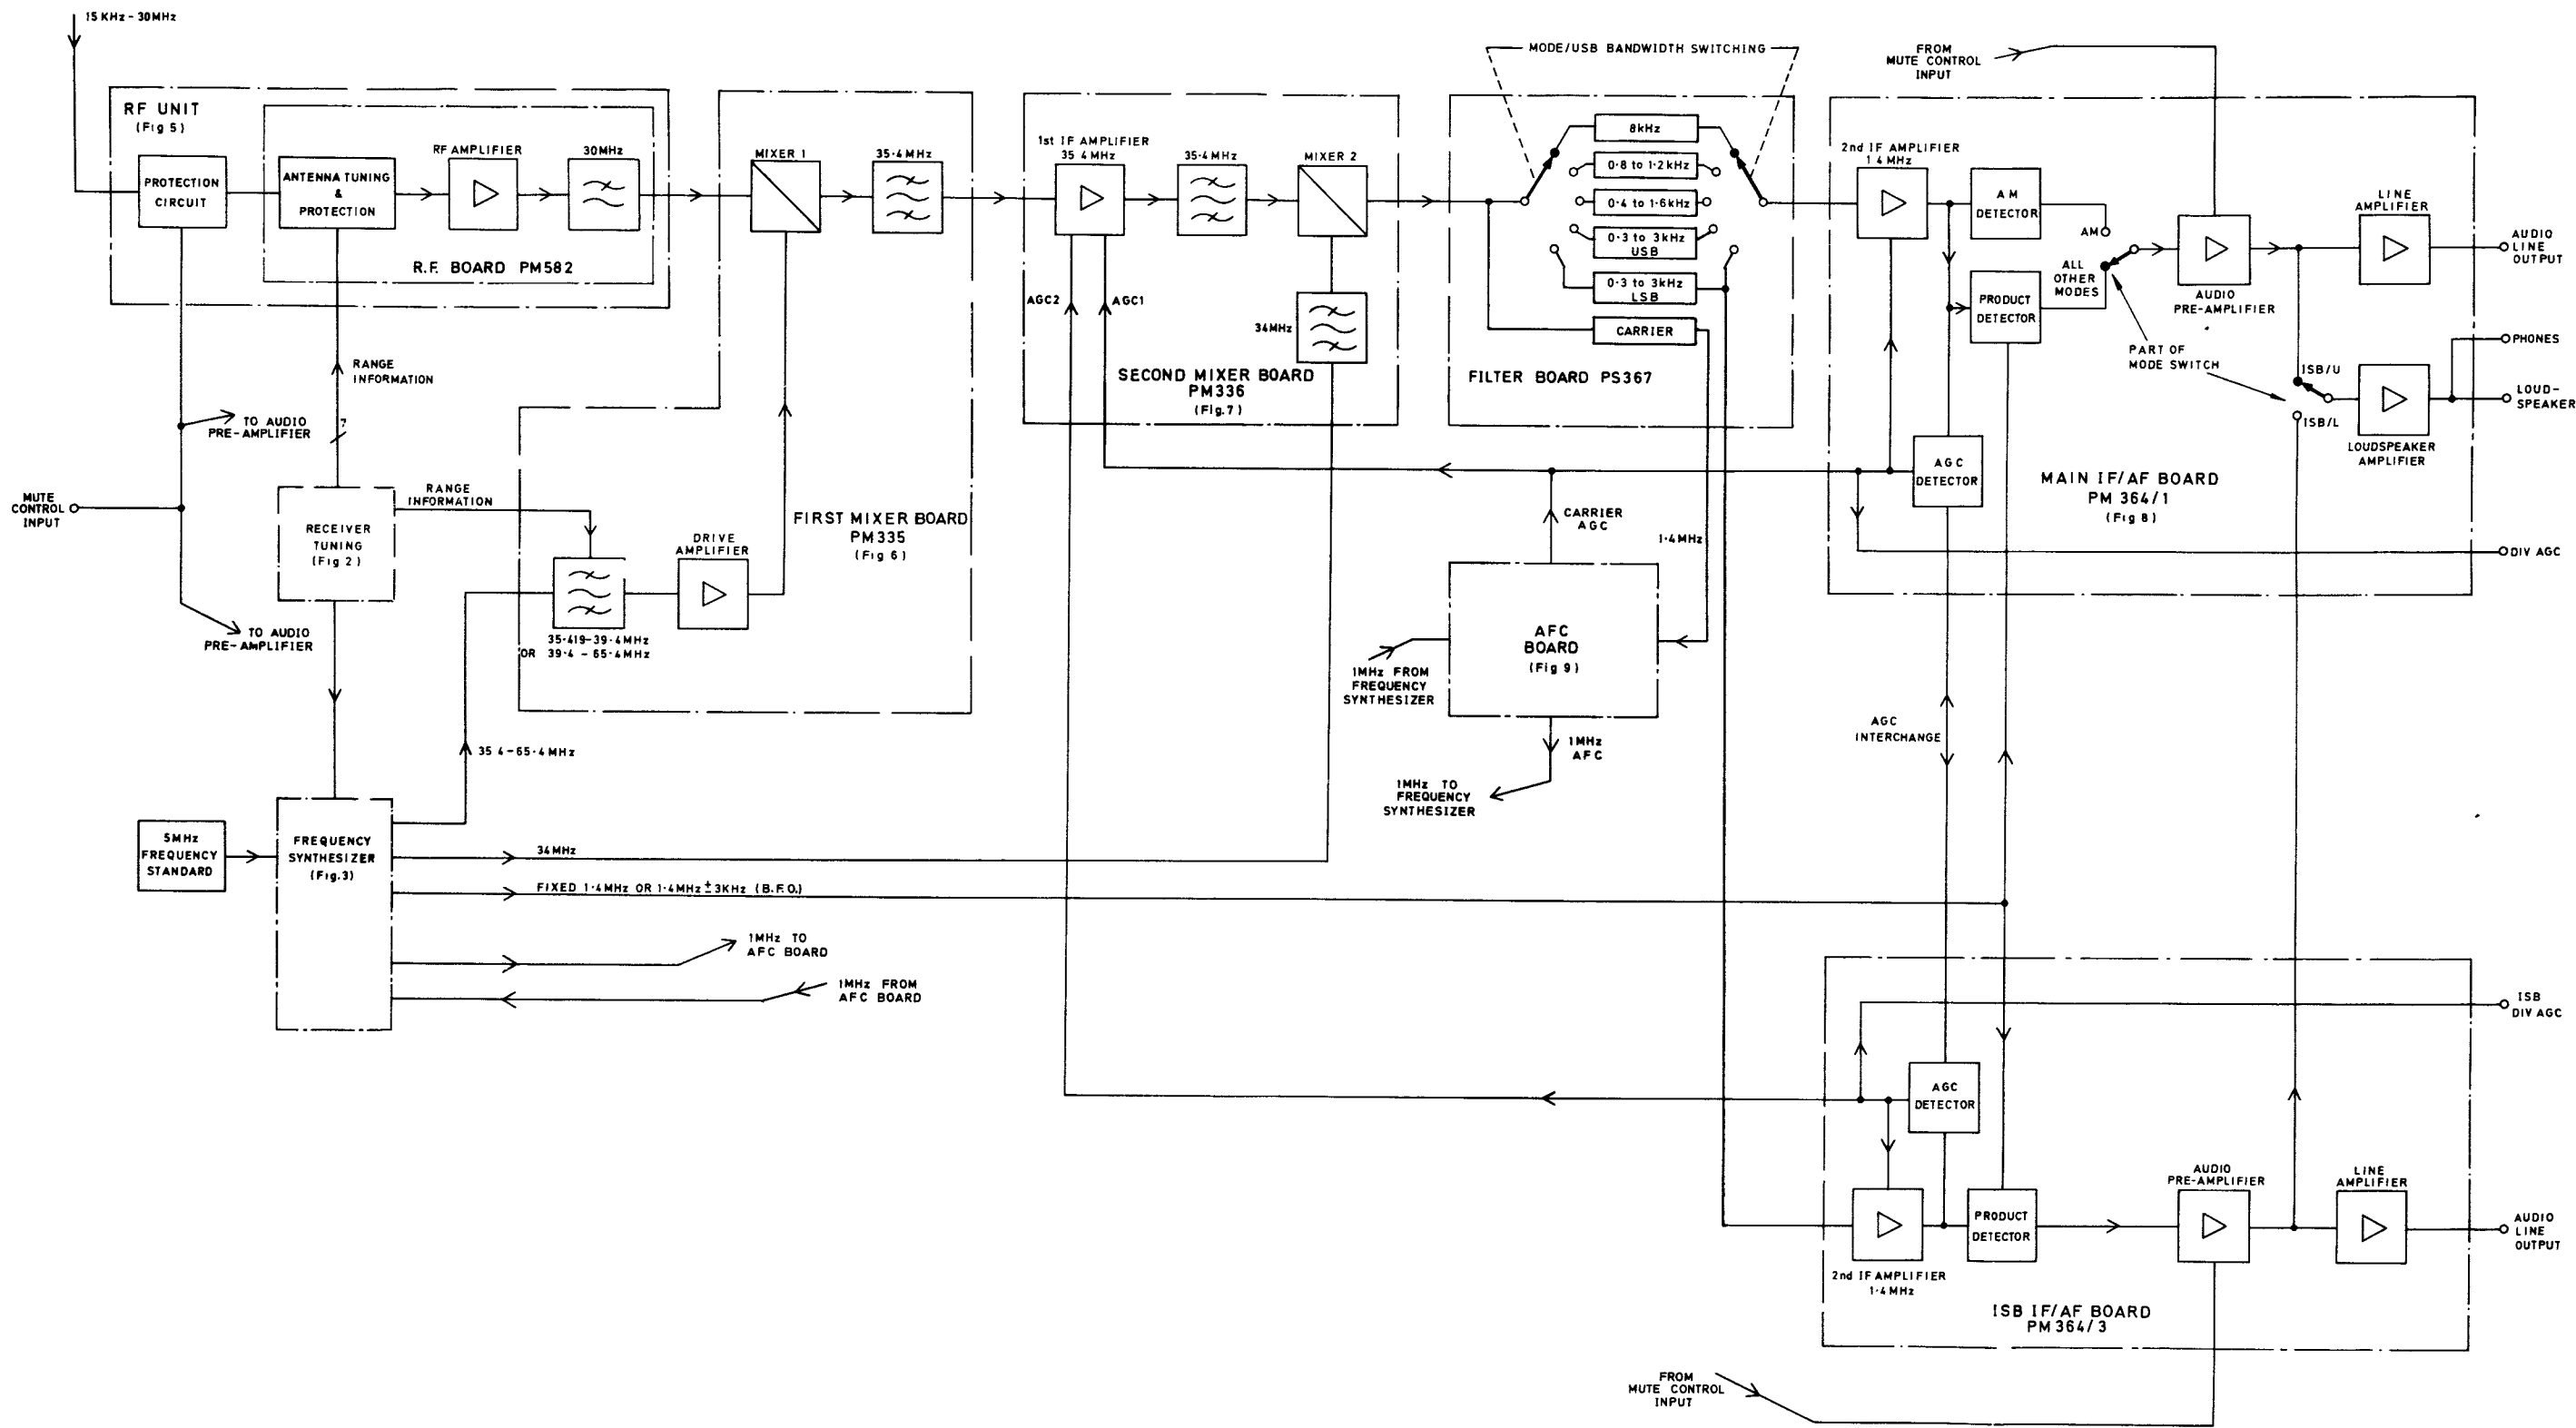 15 KHz - 30MHz
RF UNIT
(Fig 5)
PROTECTION
CIRCUIT
ANTENNA TUNING
&
PROTECTION
RF AMPLIFIER
30MHz
R.F. BOARD PM582
MIXER 1
35·4MHz
RANGE
INFORMATION
7
TO AUDIO
PRE-AMPLIFIER
MUTE
CONTROL
INPUT
RECEIVER
TUNING
(Fig 2)
RANGE
INFORMATION
TO AUDIO
PRE-AMPLIFIER
FIRST MIXER BOARD
PM335
(Fig 6)
DRIVE
AMPLIFIER
35·419-39·4MHz
OR 39·4 - 65·4MHz
35 4-65·4MHz
5MHz
FREQUENCY
STANDARD
FREQUENCY
SYNTHESIZER
(Fig.3)
34MHz
FIXED 1·4MHz OR 1·4MHz ±3KHz (B.F.O.)
1MHz TO
AFC BOARD
1MHz FROM
AFC BOARD
1st IF AMPLIFIER
35 4MHz
35·4MHz
MIXER 2
AGC2
AGC1
34MHz
SECOND MIXER BOARD
PM336
(Fig.7)
MODE/USB BANDWIDTH SWITCHING
8kHz
0·8 to 1·2kHz
0·4 to 1·6kHz
0·3 to 3kHz
USB
0·3 to 3kHz
LSB
CARRIER
FILTER BOARD PS367
CARRIER
AGC
1·4MHz
AFC
BOARD
(Fig 9)
1MHz FROM
FREQUENCY
SYNTHESIZER
1MHz
AFC
1MHz TO
FREQUENCY
SYNTHESIZER
FROM
MUTE CONTROL
INPUT
2nd IF AMPLIFIER
1 4MHz
AM
DETECTOR
AM
ALL
OTHER
MODES
PRODUCT
DETECTOR
PART OF
MODE SWITCH
AUDIO
PRE-AMPLIFIER
LINE
AMPLIFIER
AUDIO
LINE
OUTPUT
PHONES
LOUD-
SPEAKER
ISB/U
ISB/L
LOUDSPEAKER
AMPLIFIER
AGC
DETECTOR
MAIN IF/AF BOARD
PM 364/1
(Fig 8)
DIV AGC
AGC
INTERCHANGE
ISB
DIV AGC
AGC
DETECTOR
2nd IF AMPLIFIER
1·4MHz
PRODUCT
DETECTOR
AUDIO
PRE-AMPLIFIER
LINE
AMPLIFIER
AUDIO
LINE
OUTPUT
ISB IF/AF BOARD
PM364/3
FROM
MUTE CONTROL
INPUT